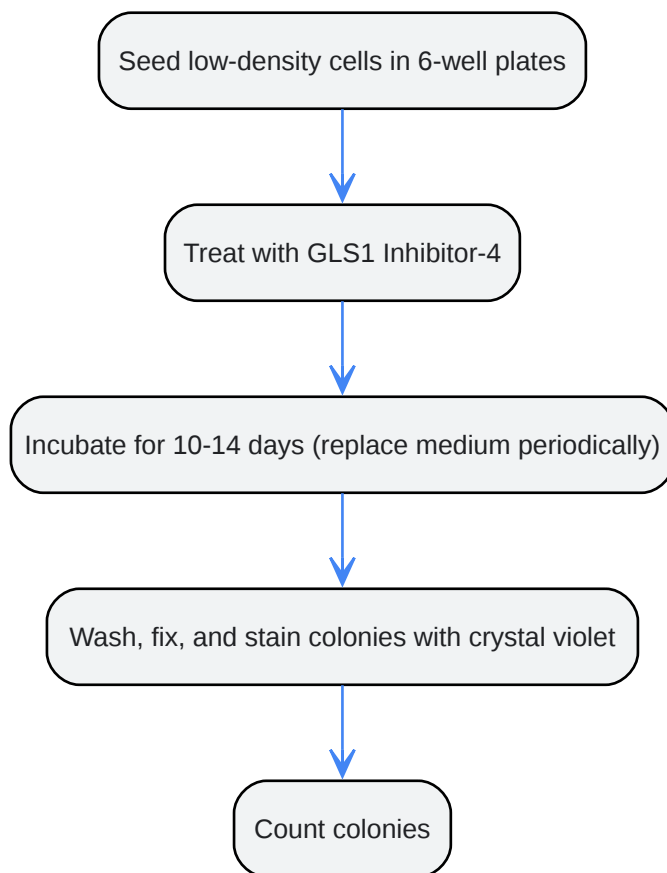 Seed low-density cells in 6-well plates
Treat with GLS1 Inhibitor-4
Incubate for 10-14 days (replace medium periodically)
Wash, fix, and stain colonies with crystal violet
Count colonies